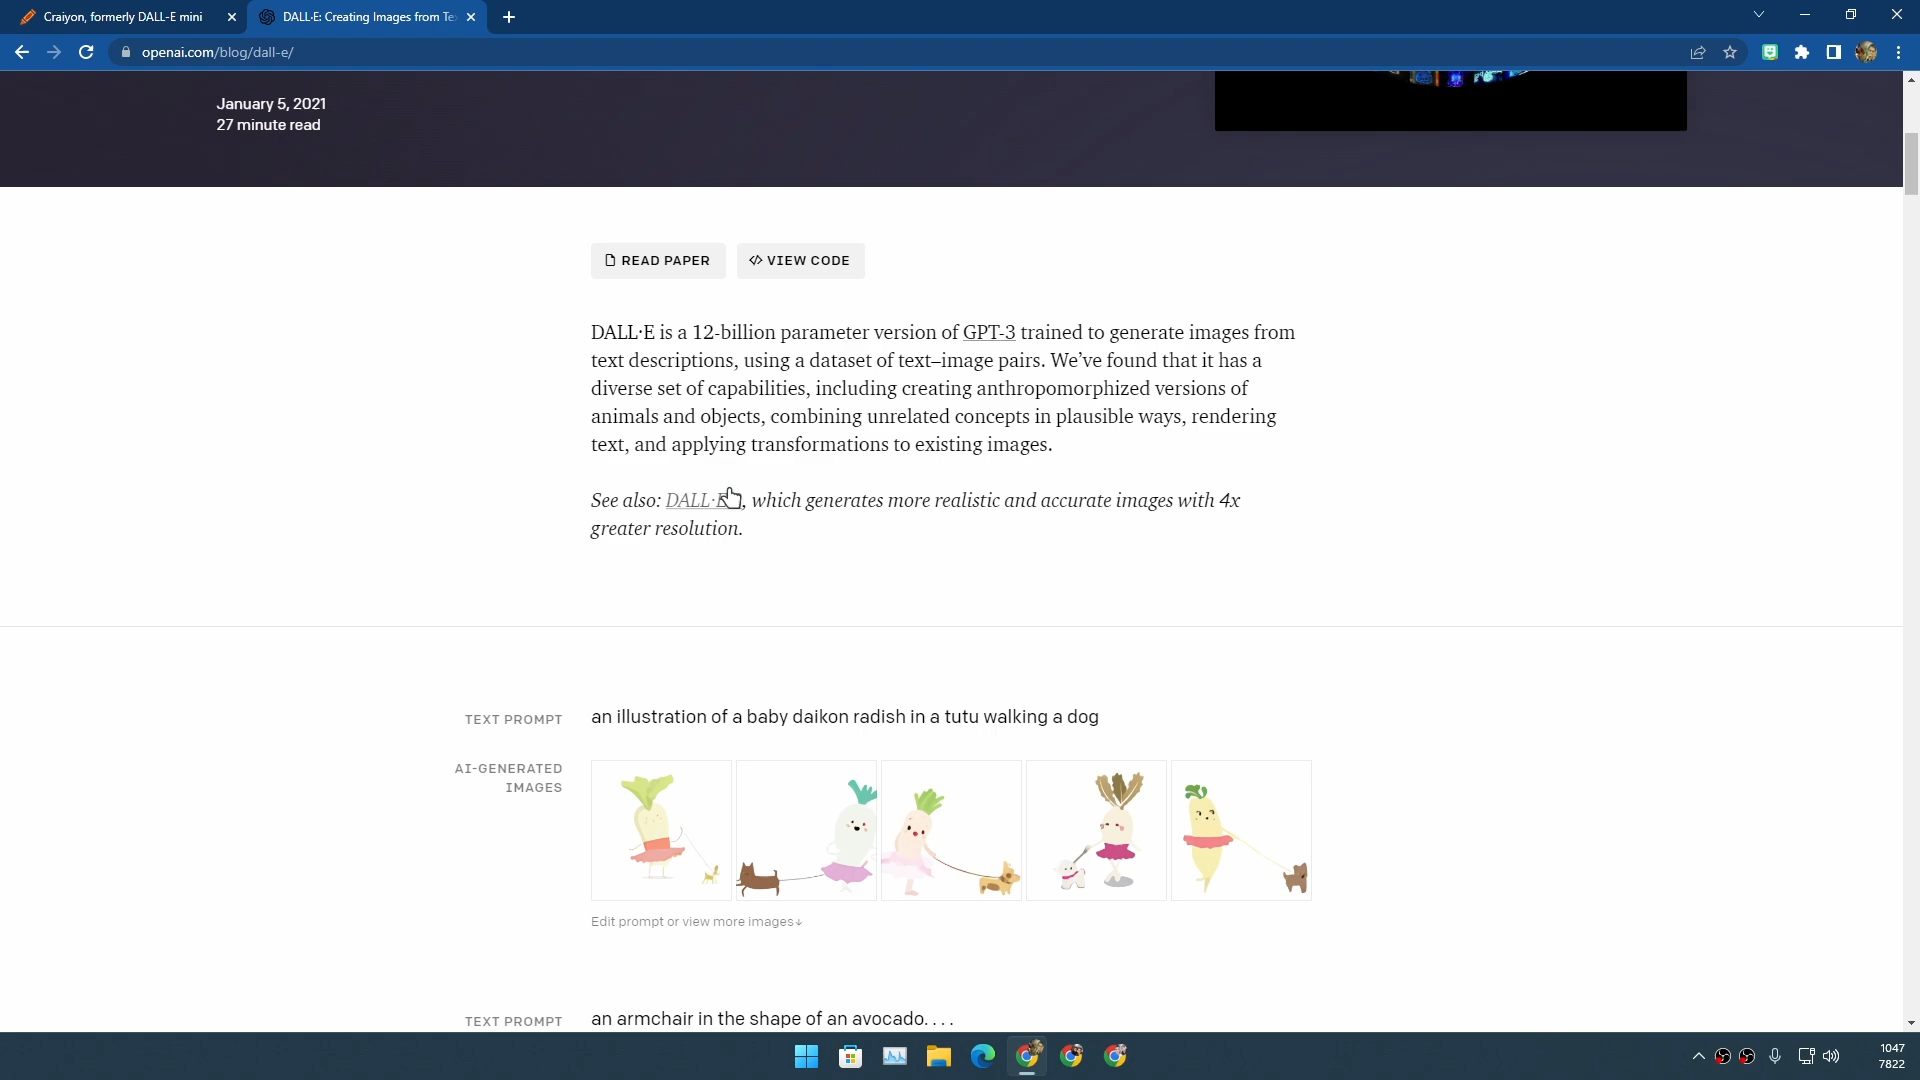 Craiyon, formerly DALL-E mini
DALL·E: Creating Images from Te
openai.com/blog/dall-e/
January 5, 2021
27 minute read
READ PAPER
VIEW CODE
DALL·E is a 12-billion parameter version of GPT-3 trained to generate images from
text descriptions, using a dataset of text–image pairs. We’ve found that it has a
diverse set of capabilities, including creating anthropomorphized versions of
animals and objects, combining unrelated concepts in plausible ways, rendering
text, and applying transformations to existing images.
See also: DALL·E, which generates more realistic and accurate images with 4x
greater resolution.
TEXT PROMPT
an illustration of a baby daikon radish in a tutu walking a dog
AI-GENERATED
IMAGES
Edit prompt or view more images↓
TEXT PROMPT
an armchair in the shape of an avocado. . . .
1047
7822